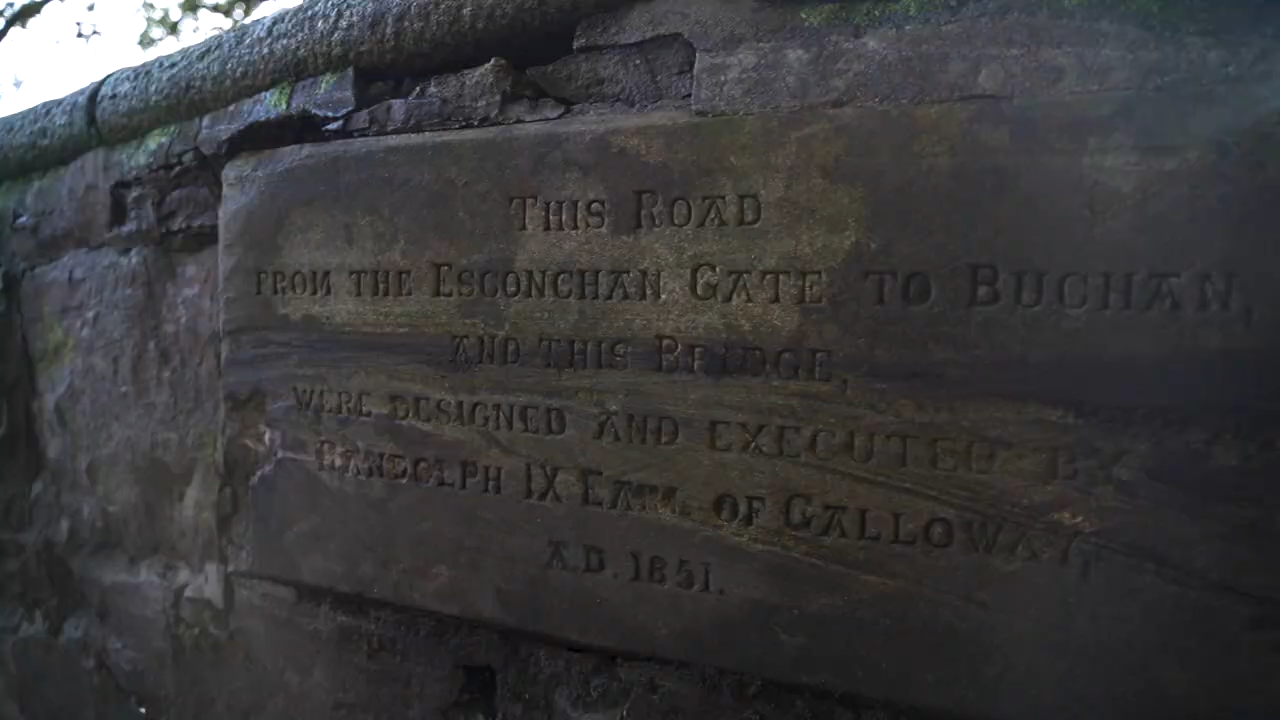 This Road
from the Esconchan Gate to Buchan,
and this Bridge,
were designed and executed by
Randolph IX Earl of Galloway,
A.D. 1851.